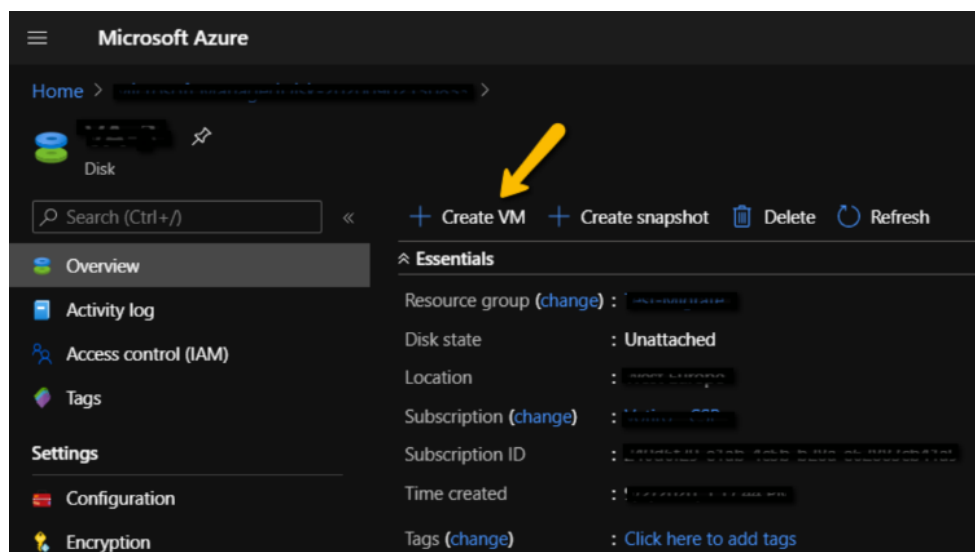 Microsoft Azure
Home > >
Disk
Search (Ctrl+/) «
+ Create VM + Create snapshot Delete Refresh
Overview
Activity log
Access control (IAM)
Tags
Settings
Configuration
Encryption
Essentials
Resource group (change) :
Disk state : Unattached
Location :
Subscription (change) :
Subscription ID :
Time created :
Tags (change) : Click here to add tags